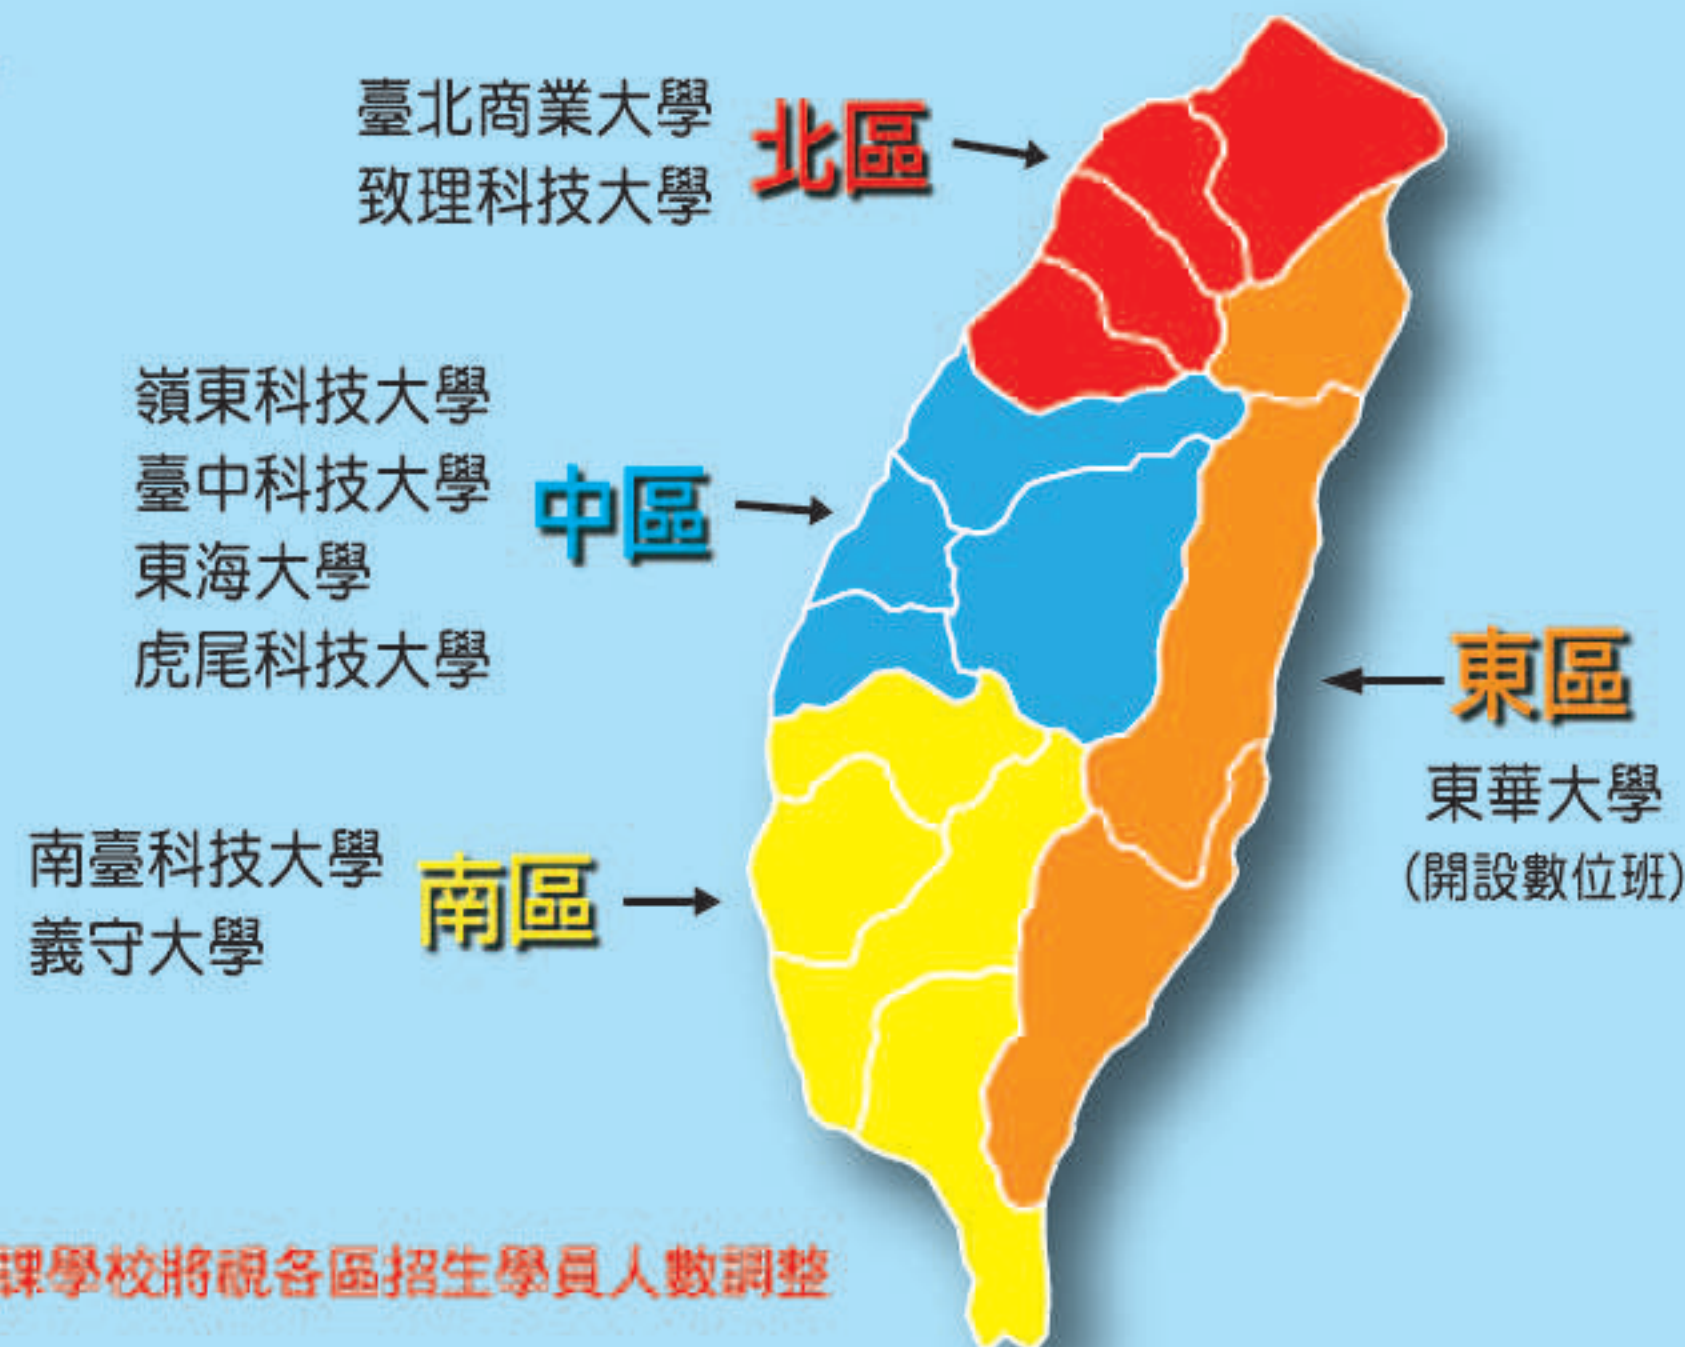 臺北商業大學
致理科技大學
北區
嶺東科技大學
臺中科技大學
東海大學
虎尾科技大學
中區
東區
東華大學
(開設數位班)
南臺科技大學
義守大學
南區
課學校將視各區招生學員人數調整